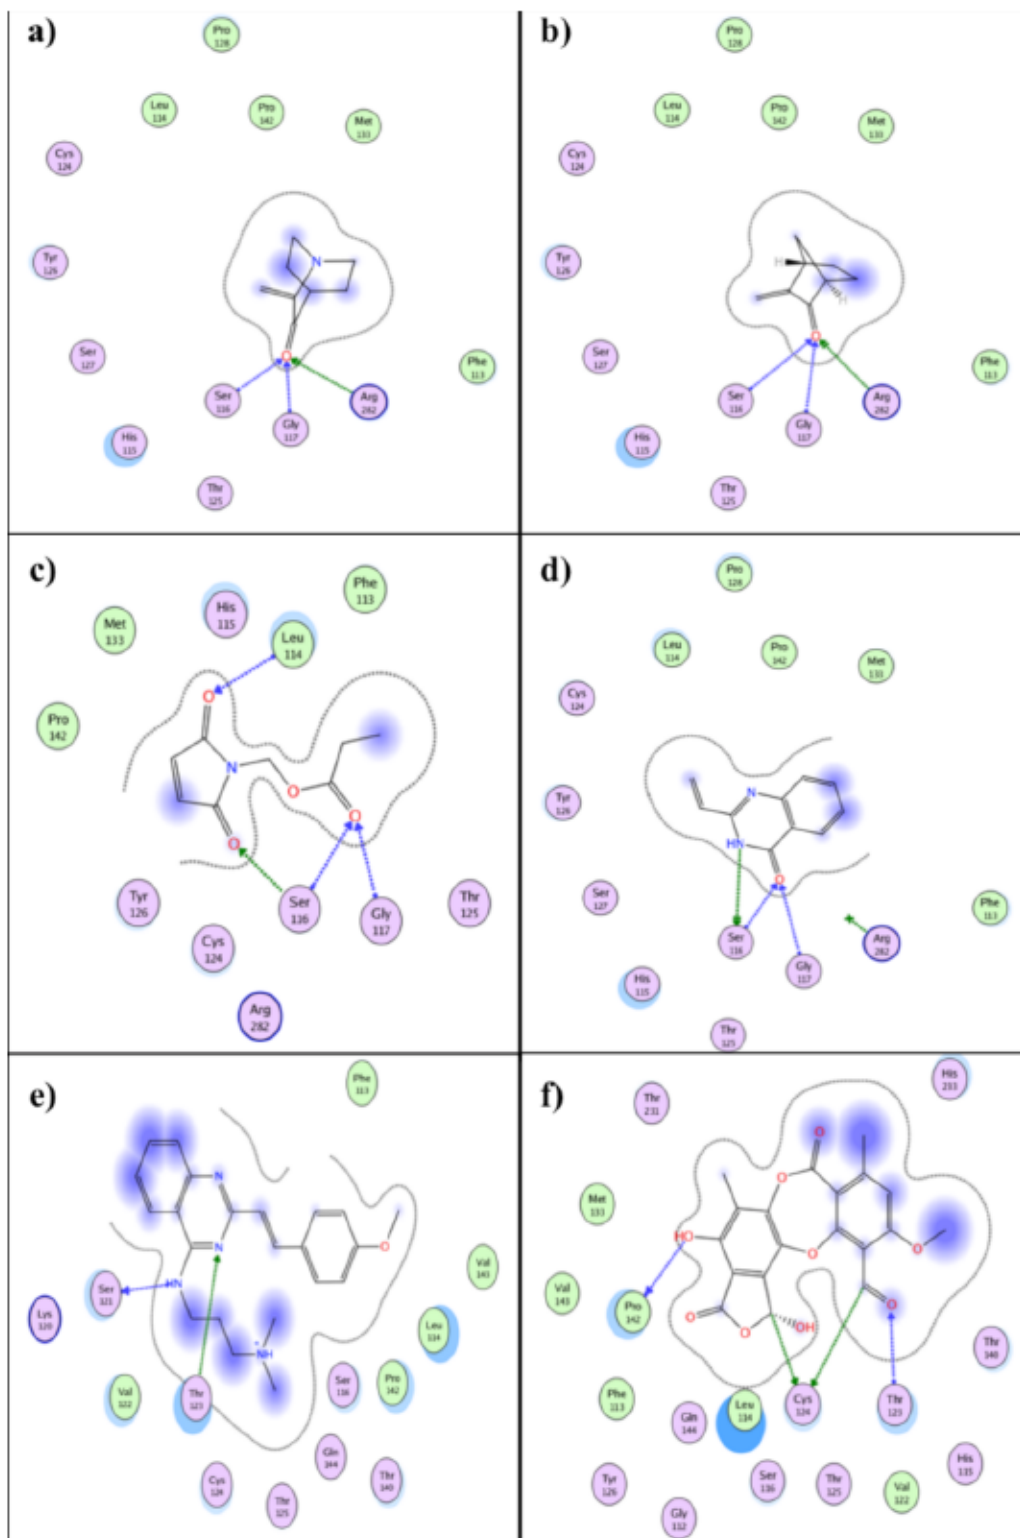 a)
Pro
128
Leu
114
Pro
142
Met
133
Cys
124
Tyr
126
N
Ser
127
O
Phe
113
Ser
116
Arg
282
Gly
117
His
115
Thr
125
b)
Pro
128
Leu
114
Pro
142
Met
133
Cys
124
Tyr
126
H
H
Ser
127
O
Phe
113
Ser
116
Arg
282
Gly
117
His
115
Thr
125
c)
Phe
113
His
115
Met
133
Leu
114
O
Pro
142
N
O
O
O
Tyr
126
Ser
116
Gly
117
Thr
125
Cys
124
Arg
282
d)
Pro
128
Leu
114
Pro
142
Met
133
Cys
124
Tyr
126
N
HN
O
Ser
127
Phe
113
Ser
116
Arg
282
Gly
117
His
115
Thr
125
e)
Phe
113
N
N
O
Val
143
HN
Ser
121
Lys
120
Leu
114
NH
Val
122
Thr
123
Ser
116
Pro
142
Gln
144
Cys
124
Thr
125
Thr
140
f)
His
233
Thr
231
O
Met
133
O
HO
O
O
Val
143
Pro
142
O
O
O
OH
Thr
140
Phe
113
Gln
144
Leu
114
Cys
124
Thr
123
Tyr
126
Gly
112
Ser
116
Thr
125
Val
122
His
115